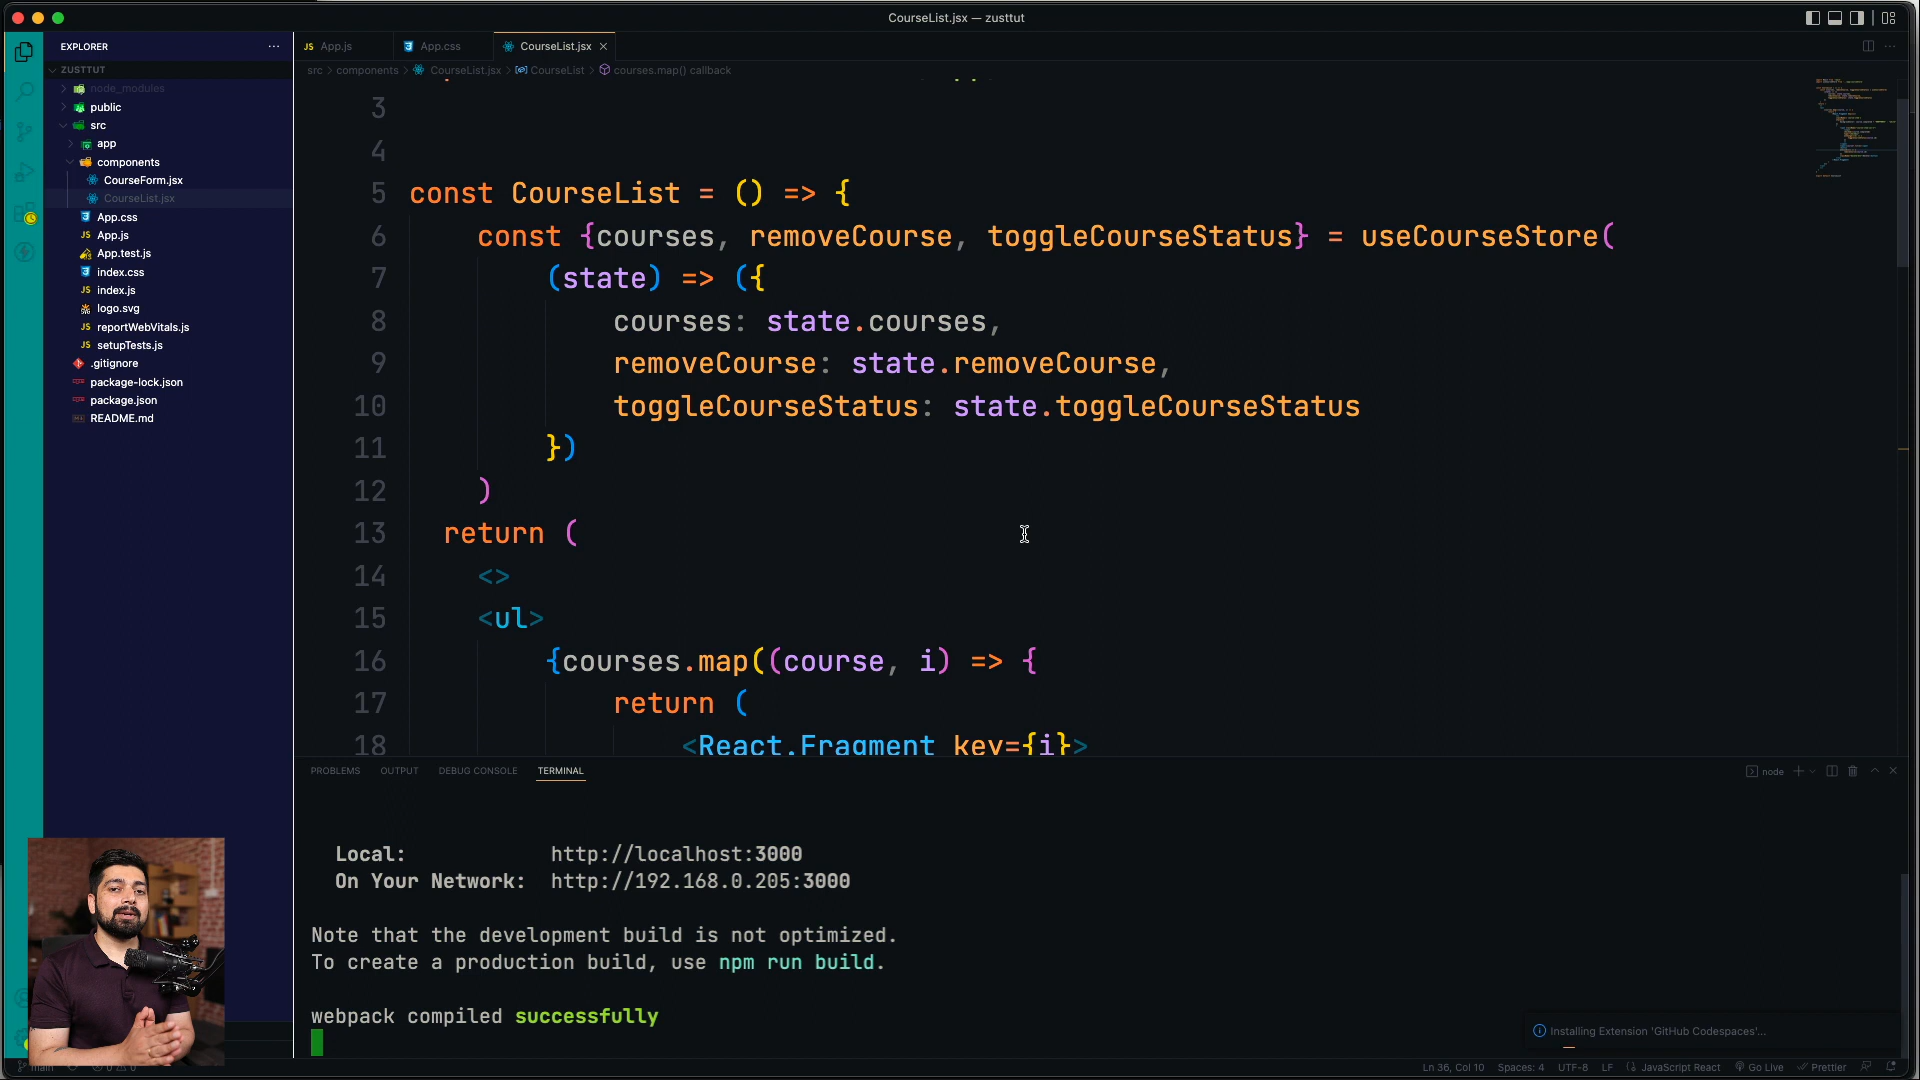 CourseList.jsx — zusttut
EXPLORER
ZUSTTUT
node_modules
public
src
app
components
CourseForm.jsx
CourseList.jsx
App.css
App.js
App.test.js
index.css
index.js
logo.svg
reportWebVitals.js
setupTests.js
.gitignore
package-lock.json
package.json
README.md
JS App.js
App.css
CourseList.jsx
src > components > CourseList.jsx > CourseList > courses.map() callback
3
4
5 const CourseList = () => {
6 const {courses, removeCourse, toggleCourseStatus} = useCourseStore(
7 (state) => ({
8 courses: state.courses,
9 removeCourse: state.removeCourse,
10 toggleCourseStatus: state.toggleCourseStatus
11 })
12 )
13 return (
14 <>
15 <ul>
16 {courses.map((course, i) => {
17 return (
18 <React.Fragment key={i}>
PROBLEMS OUTPUT DEBUG CONSOLE TERMINAL
node
Local: http://localhost:3000
On Your Network: http://192.168.0.205:3000
Note that the development build is not optimized.
To create a production build, use npm run build.
webpack compiled successfully
Installing Extension 'GitHub Codespaces'...
main
Ln 36, Col 10 Spaces: 4 UTF-8 LF JavaScript React Go Live Prettier